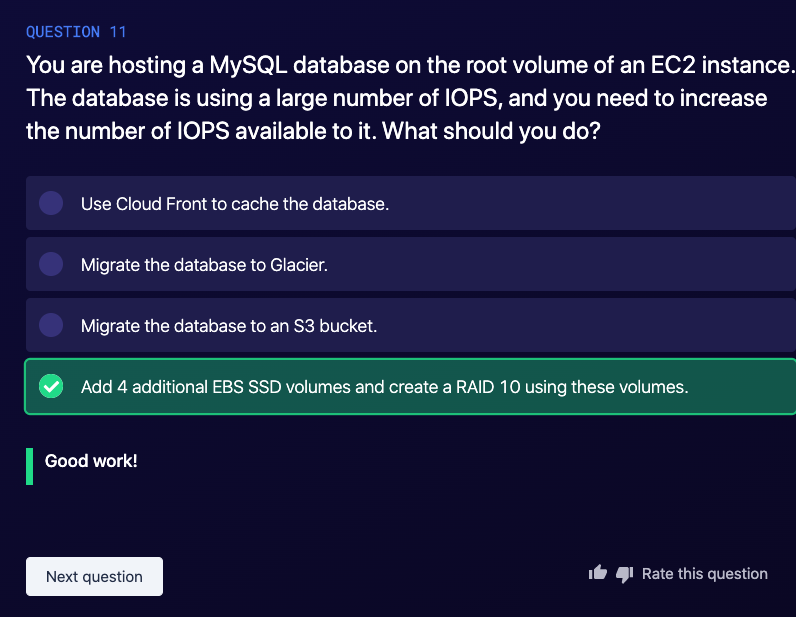 QUESTION 11
You are hosting a MySQL database on the root volume of an EC2 instance.
The database is using a large number of IOPS, and you need to increase
the number of IOPS available to it. What should you do?
Use Cloud Front to cache the database.
Migrate the database to Glacier.
Migrate the database to an S3 bucket.
Add 4 additional EBS SSD volumes and create a RAID 10 using these volumes.
Good work!
Next question
Rate this question